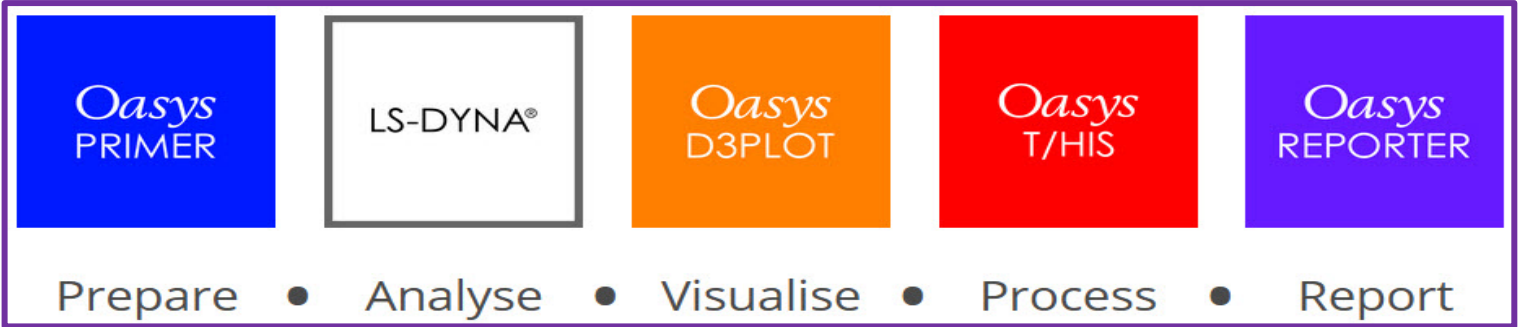 Oasys
PRIMER
LS-DYNA®
Oasys
D3PLOT
Oasys
T/HIS
Oasys
REPORTER
Prepare • Analyse • Visualise • Process • Report